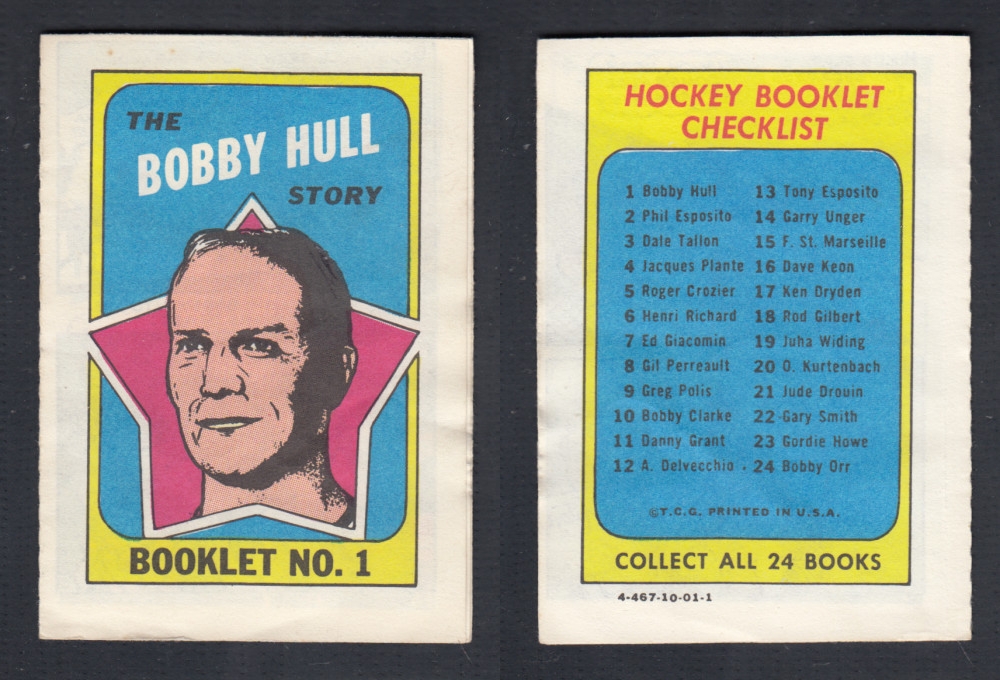 THE
BOBBY HULL
STORY
BOOKLET NO. 1
HOCKEY BOOKLET
CHECKLIST
1 Bobby Hull
2 Phil Esposito
3 Dale Tallon
4 Jacques Plante
5 Roger Crozier
6 Henri Richard
7 Ed Giacomin
8 Gil Perreault
9 Greg Polis
10 Bobby Clarke
11 Danny Grant
12 A. Delvecchio
13 Tony Esposito
14 Garry Unger
15 F. St. Marseille
16 Dave Keon
17 Ken Dryden
18 Rod Gilbert
19 Juha Widing
20 O. Kurtenbach
21 Jude Drouin
22 Gary Smith
23 Gordie Howe
24 Bobby Orr
©T.C.G. PRINTED IN U.S.A.
COLLECT ALL 24 BOOKS
4-467-10-01-1